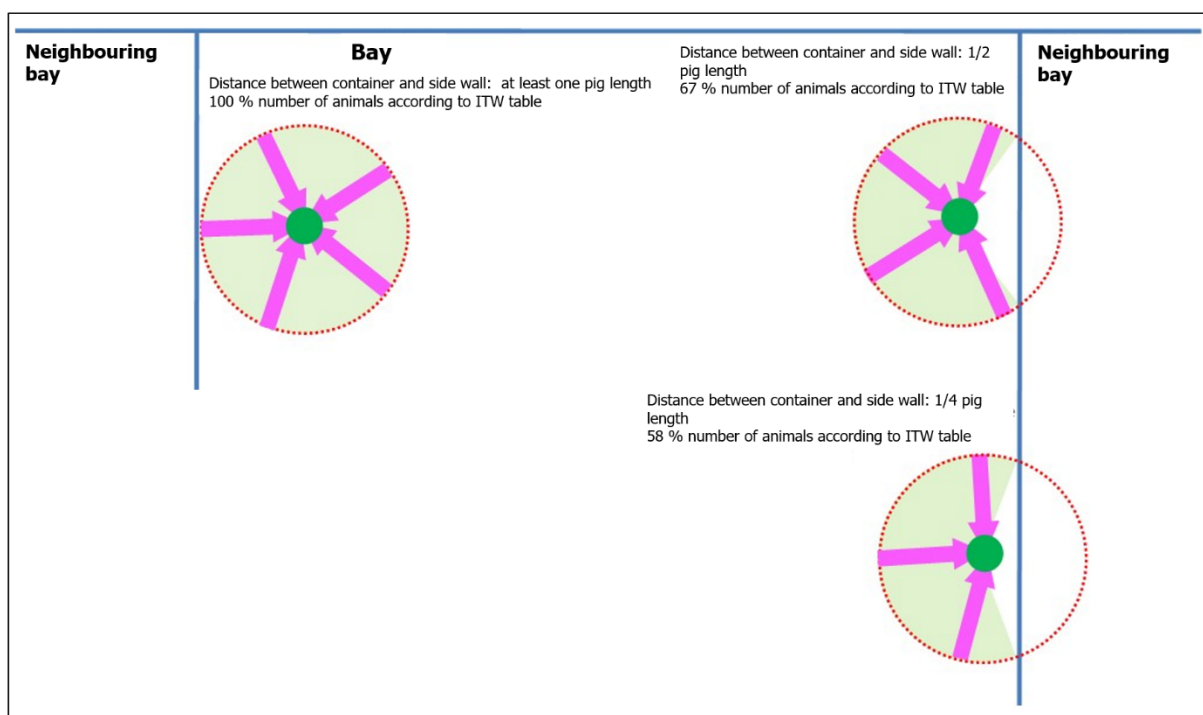 Neighbouring
bay
Bay
Distance between container and side wall:  at least one pig length
100 % number of animals according to ITW table
Distance between container and side wall: 1/2
pig length
67 % number of animals according to ITW table
Neighbouring
bay
Distance between container and side wall: 1/4 pig
length
58 % number of animals according to ITW table